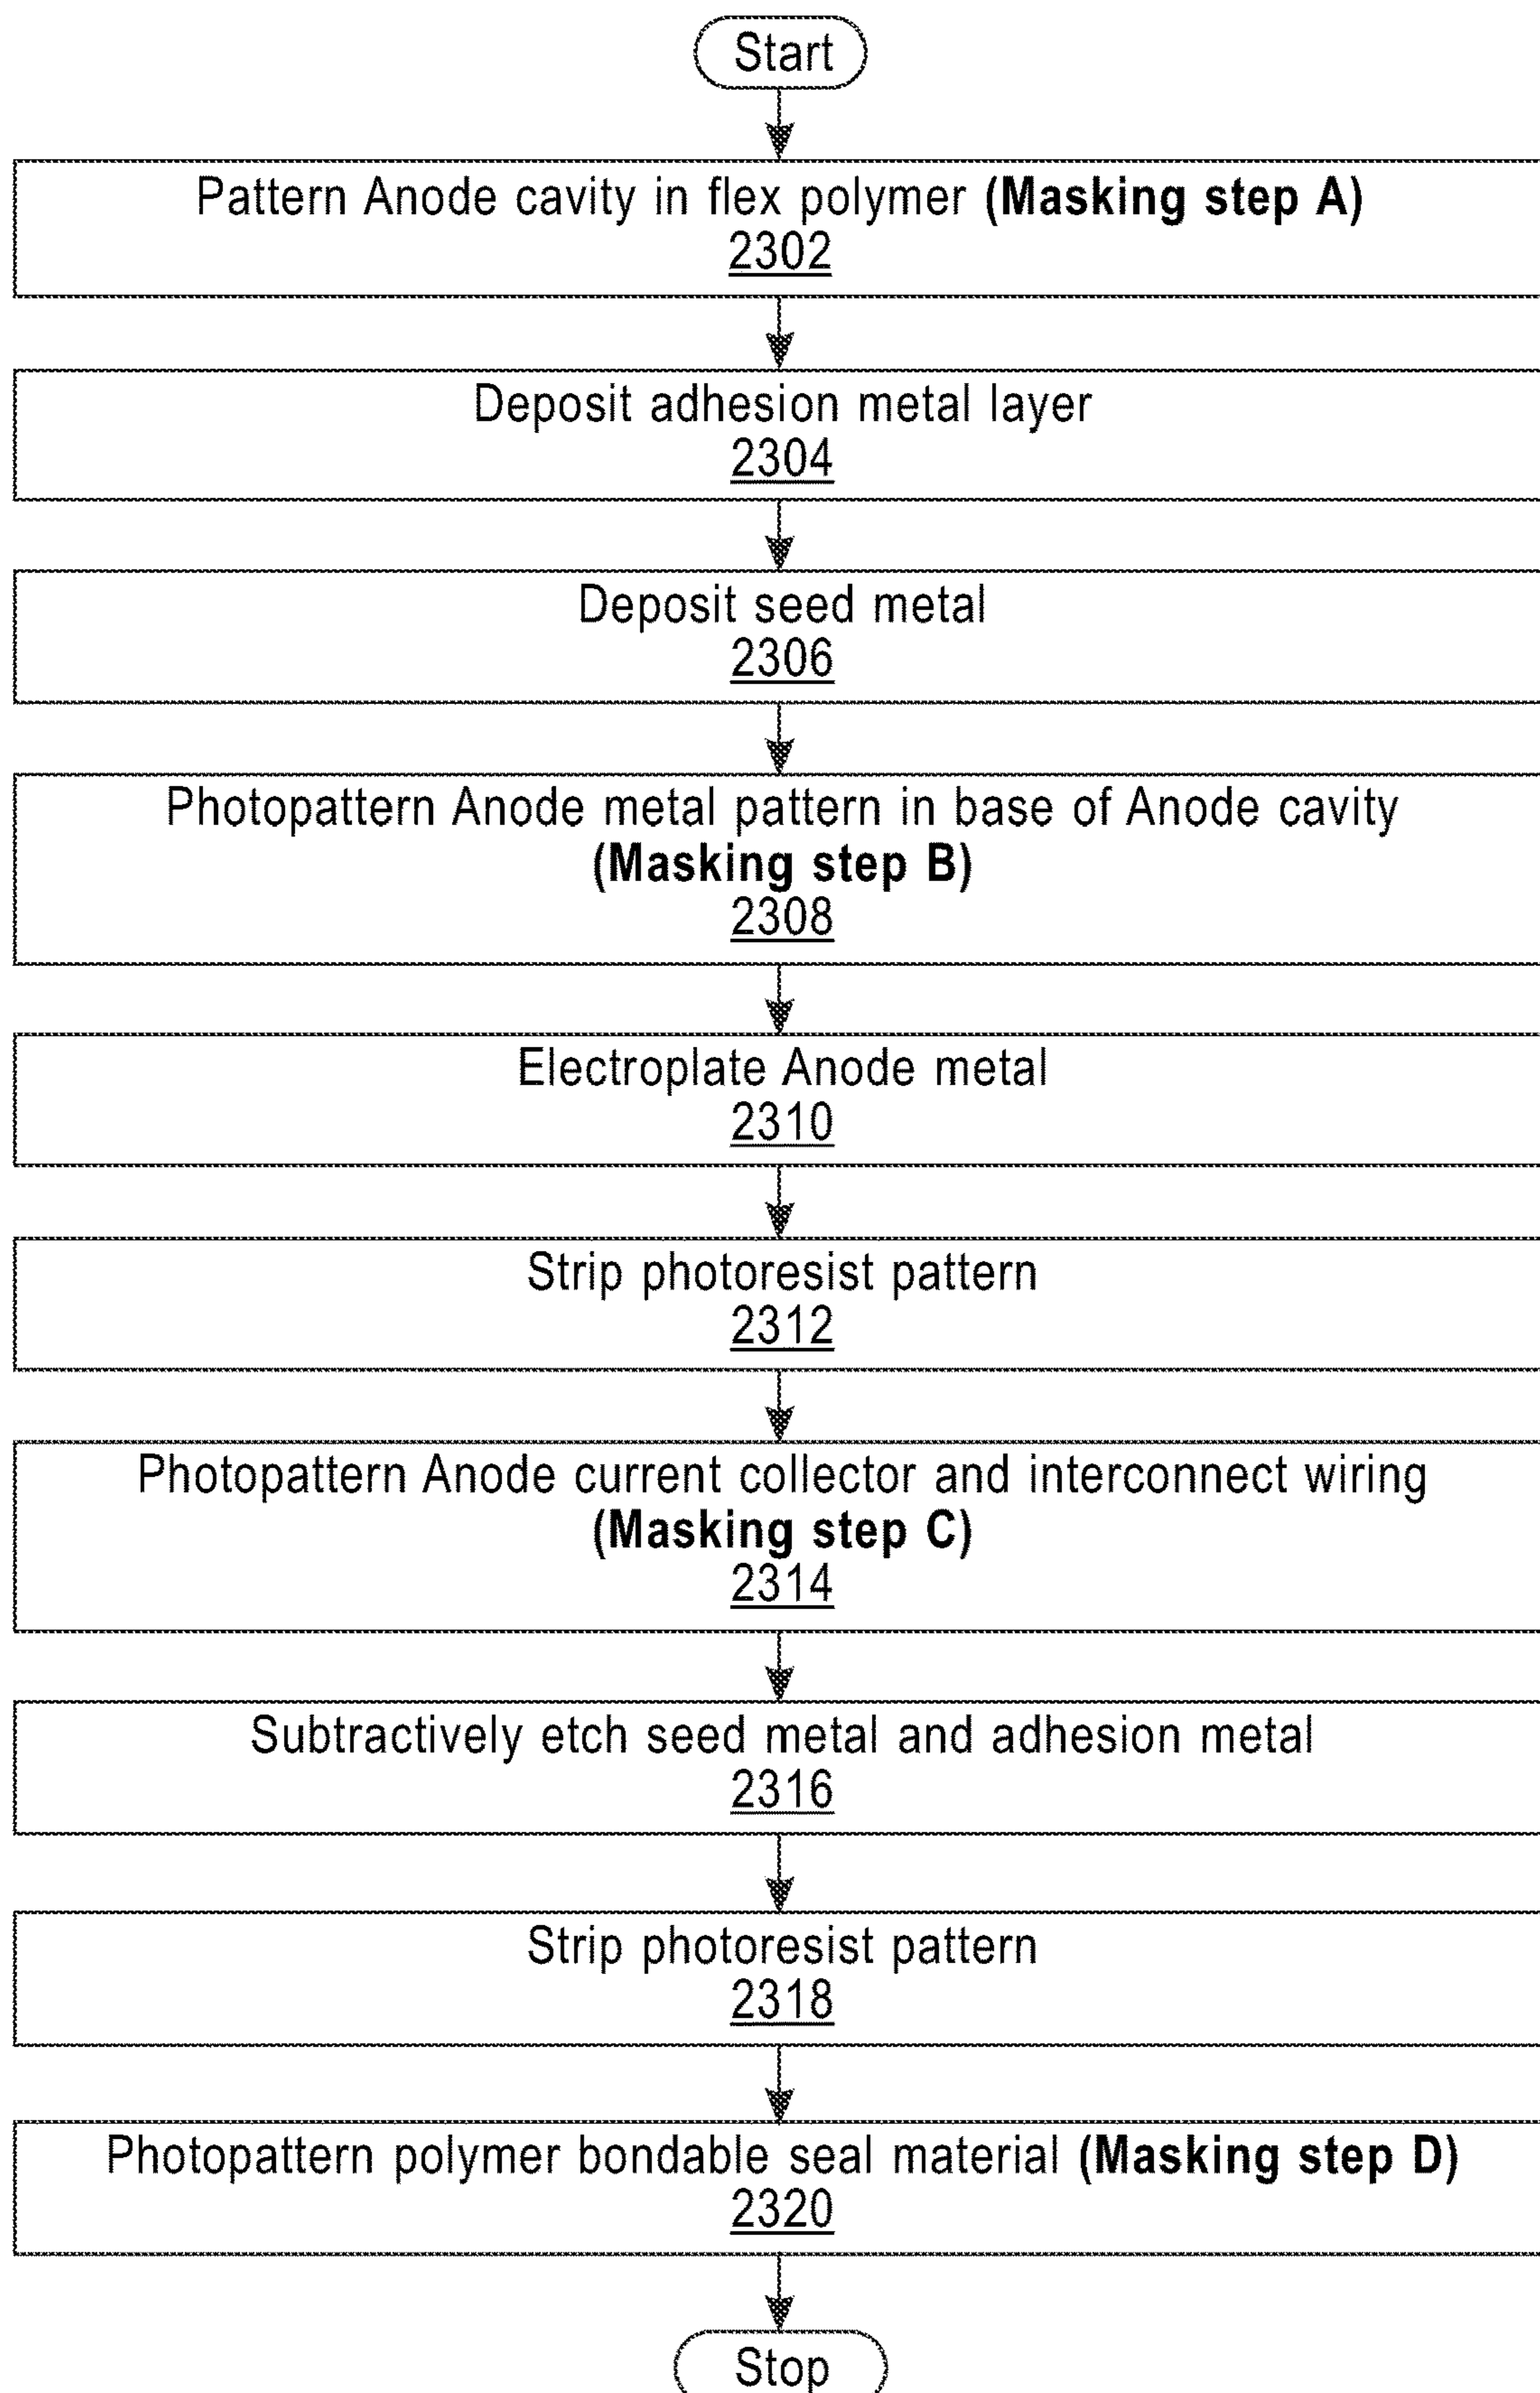 Start
Pattern Anode cavity in flex polymer (Masking step A)
2302
Deposit adhesion metal layer
2304
Deposit seed metal
2306
Photopattern Anode metal pattern in base of Anode cavity
(Masking step B)
2308
Electroplate Anode metal
2310
Strip photoresist pattern
2312
Photopattern Anode current collector and interconnect wiring
(Masking step C)
2314
Subtractively etch seed metal and adhesion metal
2316
Strip photoresist pattern
2318
Photopattern polymer bondable seal material (Masking step D)
2320
Stop